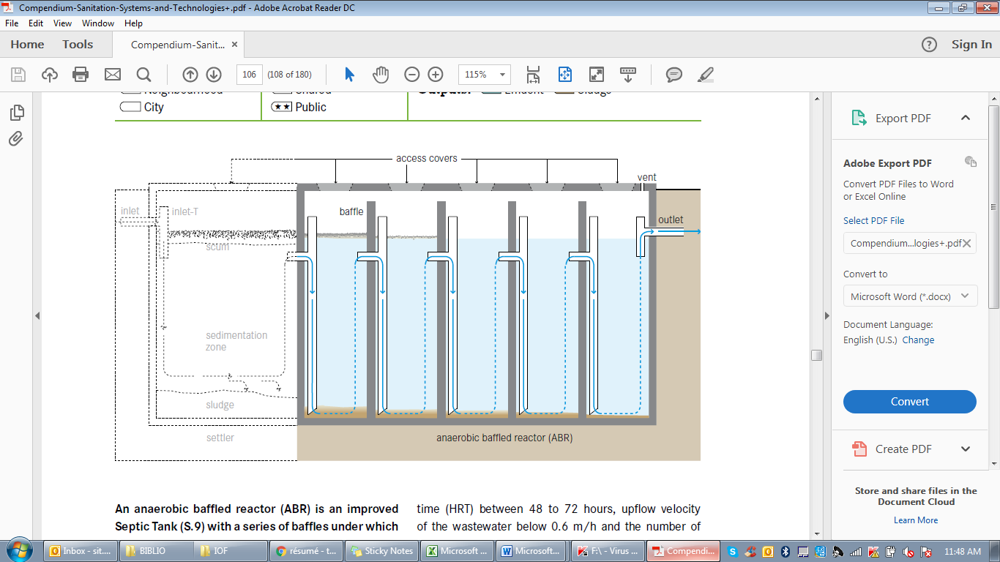 Compendium-Sanitation-Systems-and-Technologies+.pdf - Adobe Acrobat Reader DC
File Edit View Window Help
Home Tools Compendium-Sanit... × ? Sign In
106 (108 of 180) 115%
Neighbourhood Shared Outputs: Effluent Sludge
City ★★ Public
Export PDF
Adobe Export PDF
Convert PDF Files to Word
or Excel Online
Select PDF File
Compendium...logies+.pdf ×
Convert to
Microsoft Word (*.docx)
Document Language:
English (U.S.) Change
Convert
Create PDF
Store and share files in the
Document Cloud
Learn More
access covers
vent
inlet inlet-T baffle outlet
scum
sedimentation
zone
sludge
settler anaerobic baffled reactor (ABR)
An anaerobic baffled reactor (ABR) is an improved
Septic Tank (S.9) with a series of baffles under which
time (HRT) between 48 to 72 hours, upflow velocity
of the wastewater below 0.6 m/h and the number of
Inbox - sit... BIBLIO IOF résumé - t... Sticky Notes Microsoft ... Microsoft... F:\ - Virus ... Compendi... 11:48 AM